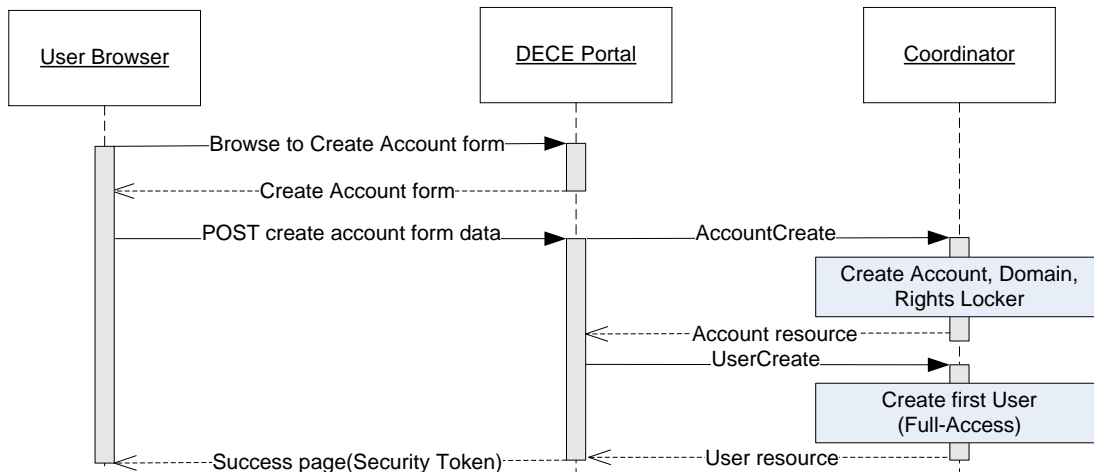 User Browser
DECE Portal
Coordinator
Browse to Create Account form
Create Account form
POST create account form data
AccountCreate
Create Account, Domain,
Rights Locker
Account resource
UserCreate
Create first User
(Full-Access)
User resource
Success page(Security Token)